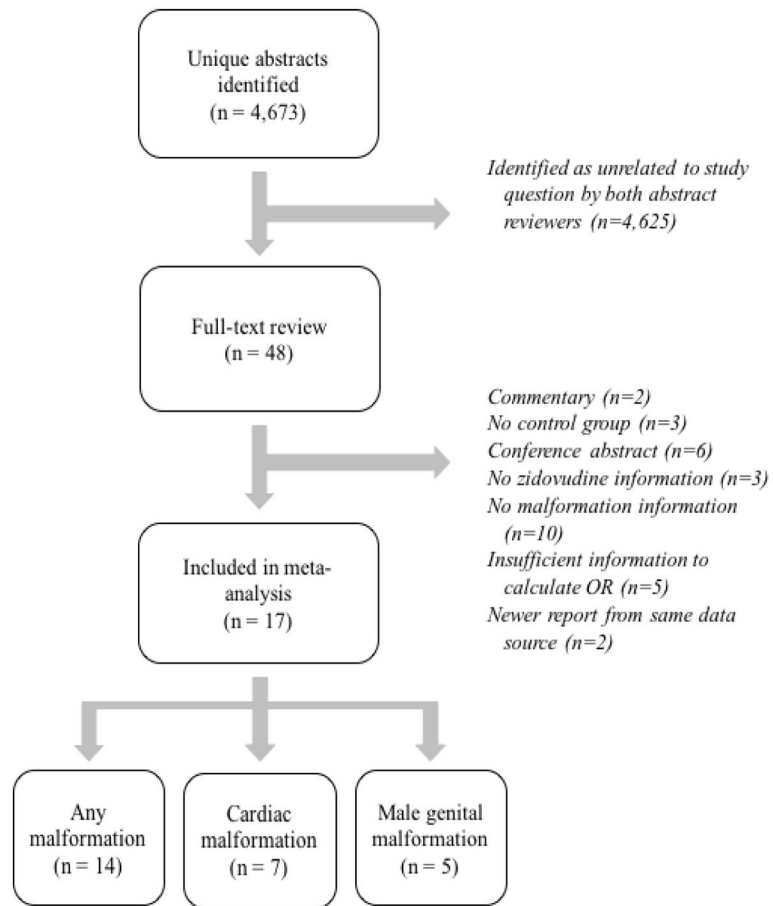 Unique abstracts
identified
(n = 4,673)
Identified as unrelated to study
question by both abstract
reviewers (n=4,625)
Full-text review
(n = 48)
Commentary (n=2)
No control group (n=3)
Conference abstract (n=6)
No zidovudine information (n=3)
No malformation information
(n=10)
Insufficient information to
calculate OR (n=5)
Newer report from same data
source (n=2)
Included in meta-
analysis
(n = 17)
Any
malformation
(n = 14)
Cardiac
malformation
(n = 7)
Male genital
malformation
(n = 5)